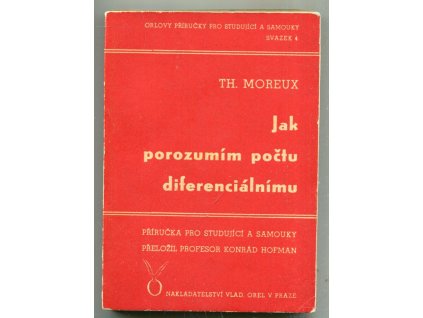 ORLOVY PŘÍRUČKY PRO STUDUJÍCÍ A SAMOUKY
SVAZEK 4
TH. MOREUX
Jak
porozumím počtu
diferenciálnímu
PŘÍRUČKA PRO STUDUJÍCÍ A SAMOUKY
PŘELOŽIL PROFESOR KONRÁD HOFMAN
NAKLADATELSTVÍ VLAD. OREL V PRAZE